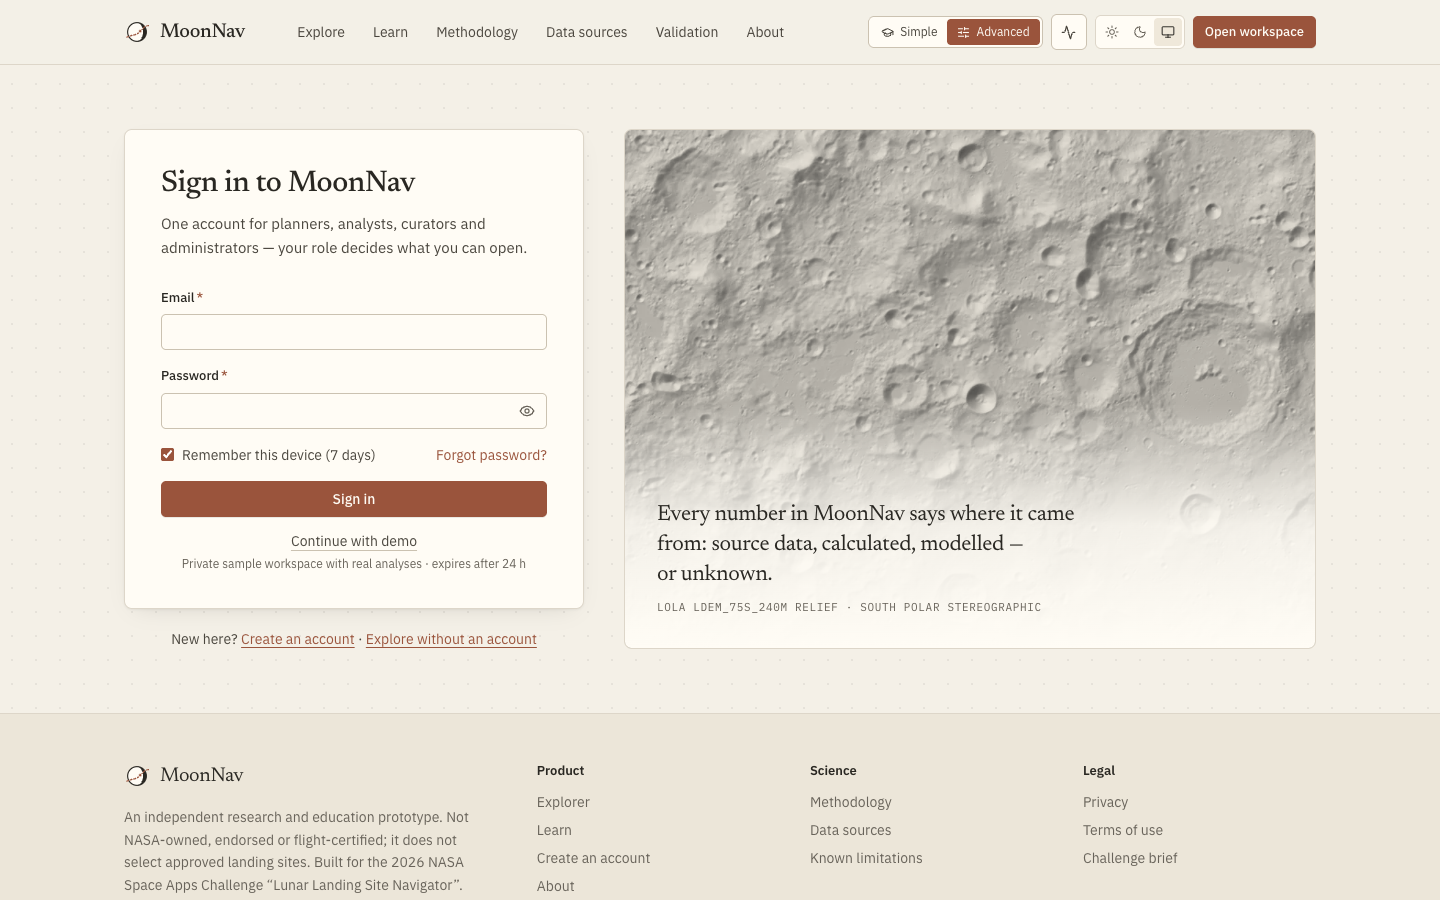 MoonNav
Explore
Learn
Methodology
Data sources
Validation
About
Simple
Advanced
Open workspace
Sign in to MoonNav
One account for planners, analysts, curators and
administrators — your role decides what you can open.
Email *
Password *
Remember this device (7 days)
Forgot password?
Sign in
Continue with demo
Private sample workspace with real analyses · expires after 24 h
New here? Create an account · Explore without an account
Every number in MoonNav says where it came
from: source data, calculated, modelled —
or unknown.
LOLA LDEM_75S_240M RELIEF · SOUTH POLAR STEREOGRAPHIC
MoonNav
An independent research and education prototype. Not
NASA-owned, endorsed or flight-certified; it does not
select approved landing sites. Built for the 2026 NASA
Space Apps Challenge “Lunar Landing Site Navigator”.
Product
Explorer
Learn
Create an account
About
Science
Methodology
Data sources
Known limitations
Legal
Privacy
Terms of use
Challenge brief